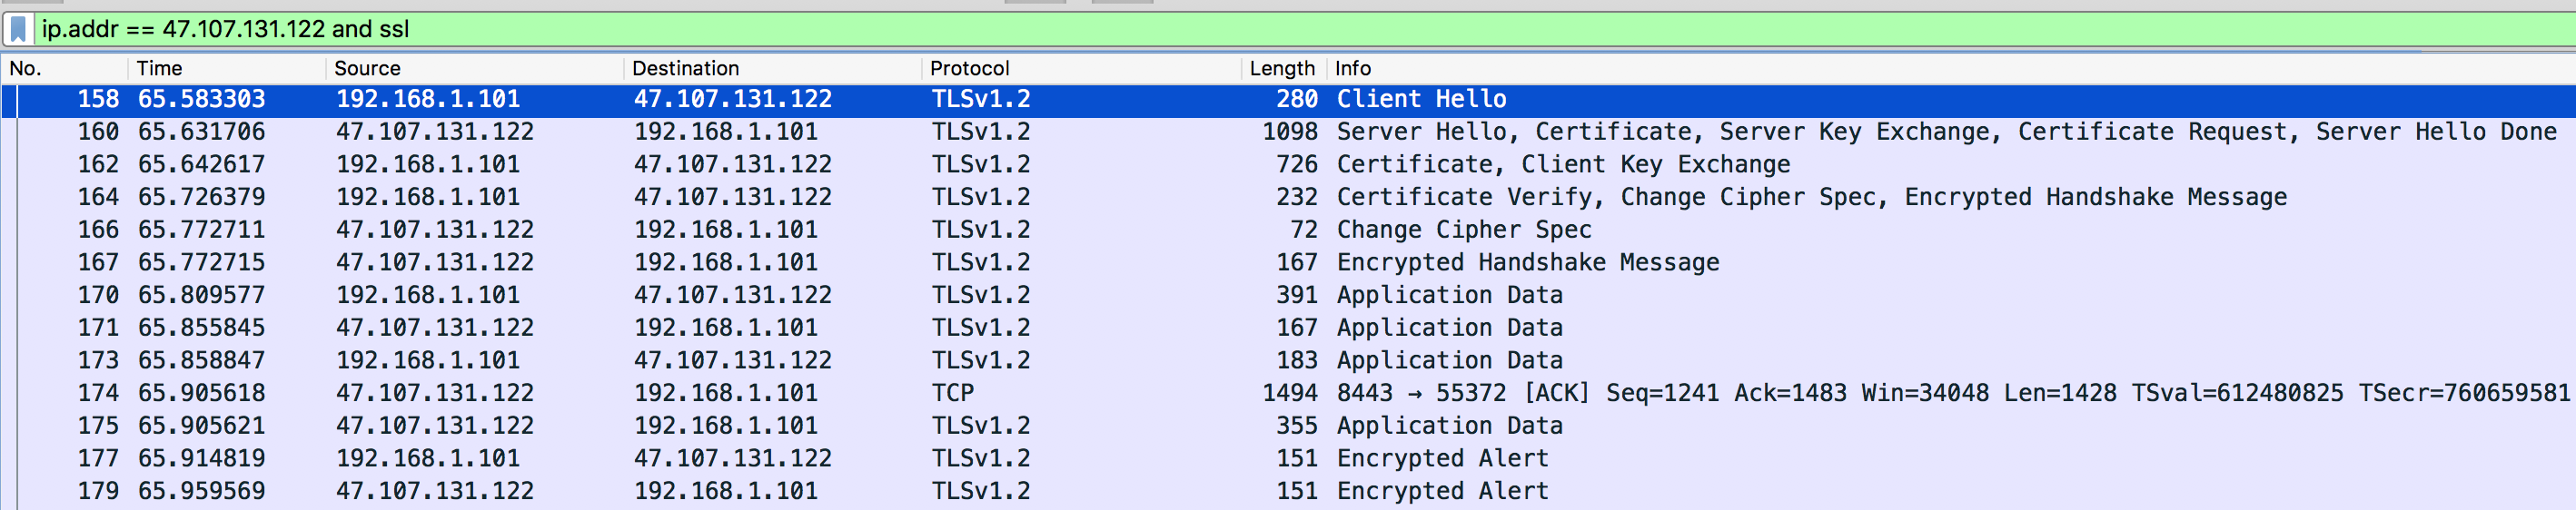 ip.addr == 47.107.131.122 and ssl
No. Time Source Destination Protocol Length Info
158 65.583303 192.168.1.101 47.107.131.122 TLSv1.2 280 Client Hello
160 65.631706 47.107.131.122 192.168.1.101 TLSv1.2 1098 Server Hello, Certificate, Server Key Exchange, Certificate Request, Server Hello Done
162 65.642617 192.168.1.101 47.107.131.122 TLSv1.2 726 Certificate, Client Key Exchange
164 65.726379 192.168.1.101 47.107.131.122 TLSv1.2 232 Certificate Verify, Change Cipher Spec, Encrypted Handshake Message
166 65.772711 47.107.131.122 192.168.1.101 TLSv1.2 72 Change Cipher Spec
167 65.772715 47.107.131.122 192.168.1.101 TLSv1.2 167 Encrypted Handshake Message
170 65.809577 192.168.1.101 47.107.131.122 TLSv1.2 391 Application Data
171 65.855845 47.107.131.122 192.168.1.101 TLSv1.2 167 Application Data
173 65.858847 192.168.1.101 47.107.131.122 TLSv1.2 183 Application Data
174 65.905618 47.107.131.122 192.168.1.101 TCP 1494 8443 → 55372 [ACK] Seq=1241 Ack=1483 Win=34048 Len=1428 TSval=612480825 TSecr=760659581
175 65.905621 47.107.131.122 192.168.1.101 TLSv1.2 355 Application Data
177 65.914819 192.168.1.101 47.107.131.122 TLSv1.2 151 Encrypted Alert
179 65.959569 47.107.131.122 192.168.1.101 TLSv1.2 151 Encrypted Alert